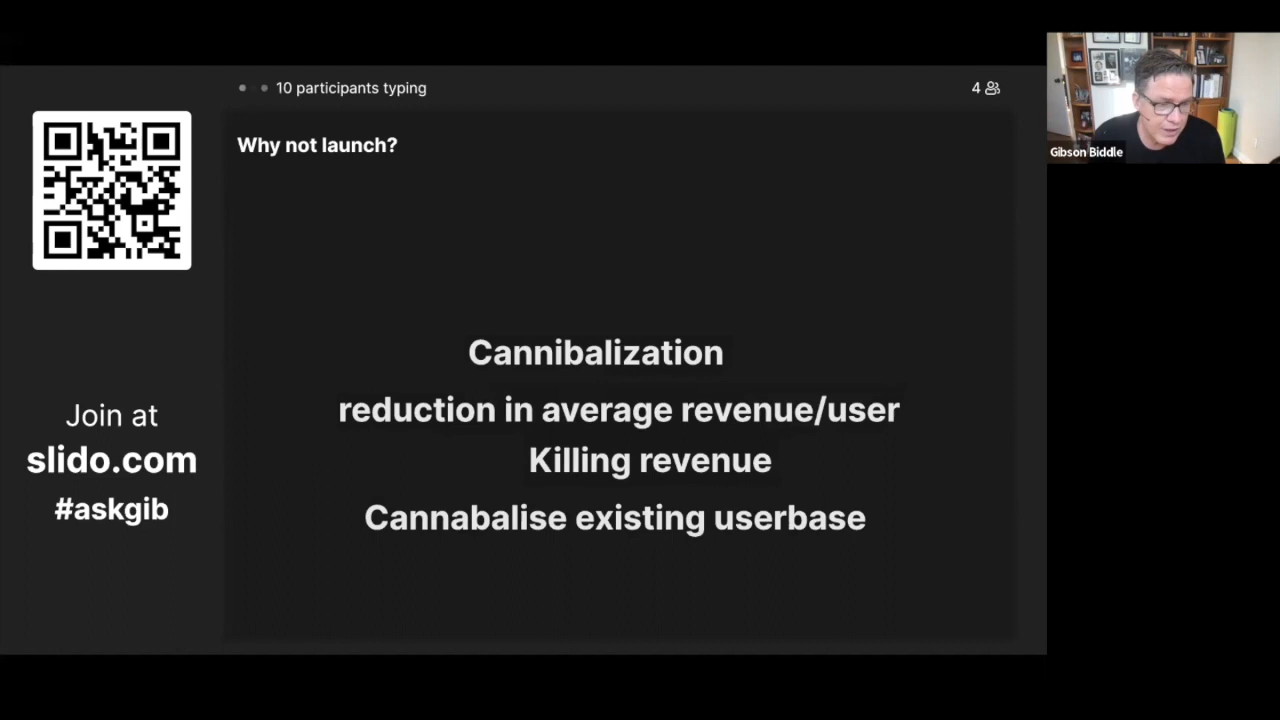 10 participants typing
4
Why not launch?
Cannibalization
reduction in average revenue/user
Killing revenue
Cannabalise existing userbase
Join at
slido.com
#askgib
Gibson Biddle